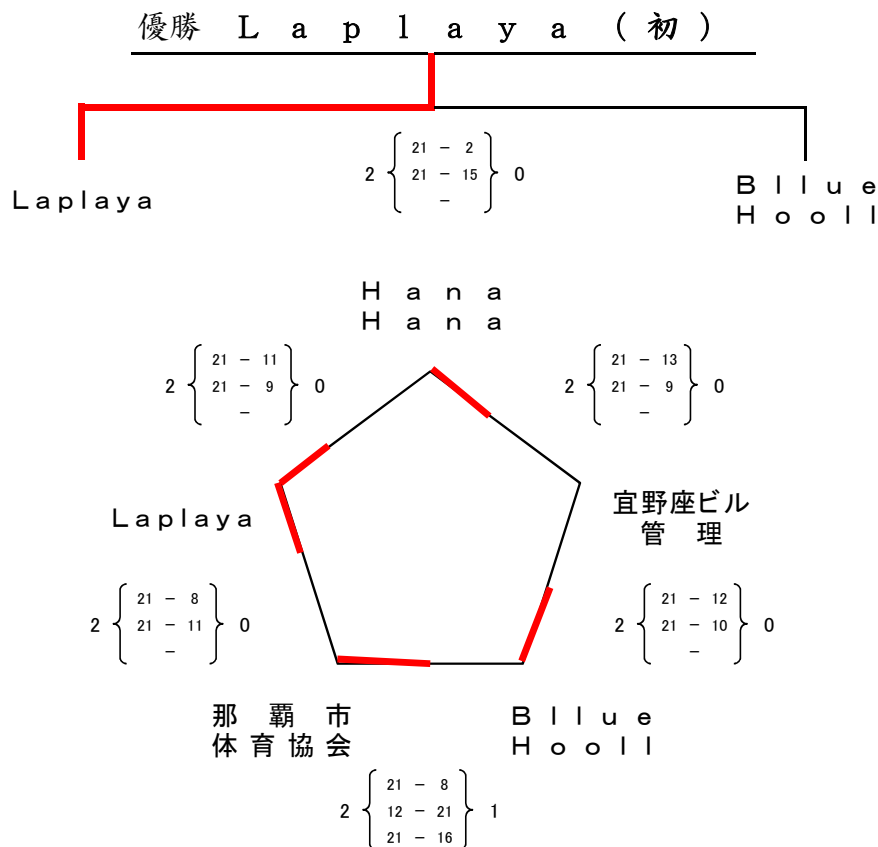 優勝 Laplaya (初)
21 - 2
2 21 - 15 0
-
Laplaya
Bllue
Hooll
Hana
Hana
21 - 11
2 21 - 9 0
-
21 - 13
2 21 - 9 0
-
Laplaya
宜野座ビル
管理
21 - 8
2 21 - 11 0
-
21 - 12
2 21 - 10 0
-
那覇市
体育協会
Bllue
Hooll
21 - 8
2 12 - 21 1
21 - 16